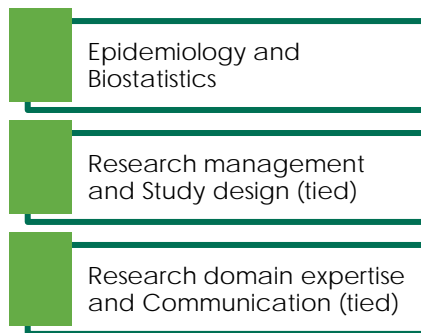 Epidemiology and
Biostatistics
Research management
and Study design (tied)
Research domain expertise
and Communication (tied)